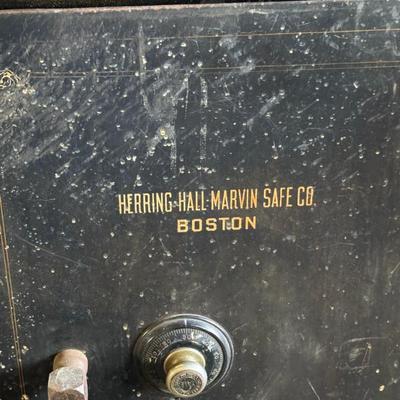 HERRING-HALL-MARVIN SAFE CO.
BOSTON